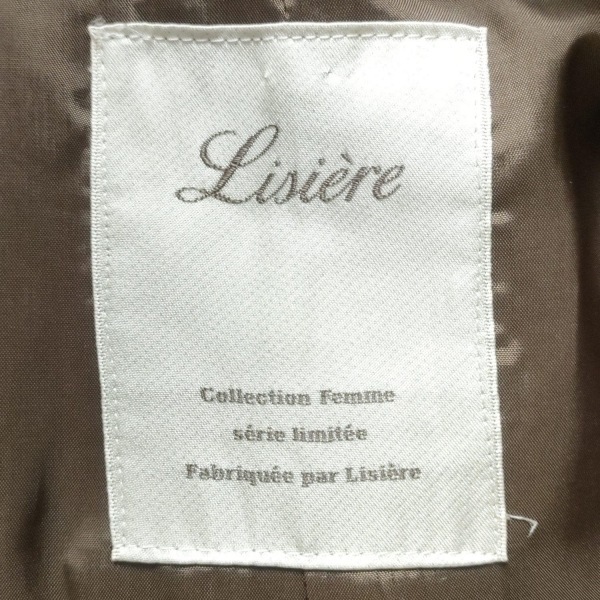 Lisière
Collection Femme
série limitée
Fabriquée par Lisière